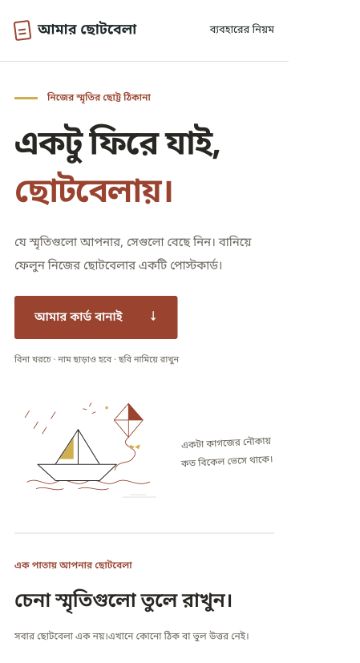 আমার ছোটবেলা
ব্যবহারের নিয়ম
নিজের স্মৃতির ছোট্ট ঠিকানা
একটু ফিরে যাই,
ছোটবেলায়।
যে স্মৃতিগুলো আপনার, সেগুলো বেছে নিন। বানিয়ে
ফেলুন নিজের ছোটবেলার একটি পোস্টকার্ড।
আমার কার্ড বানাই ↓
বিনা খরচে · নাম ছাড়াও হবে · ছবি নামিয়ে রাখুন
একটা কাগজের নৌকায়
কত বিকেল ভেসে থাকে।
এক পাতায় আপনার ছোটবেলা
চেনা স্মৃতিগুলো তুলে রাখুন।
সবার ছোটবেলা এক নয়।এখানে কোনো ঠিক বা ভুল উত্তর নেই।